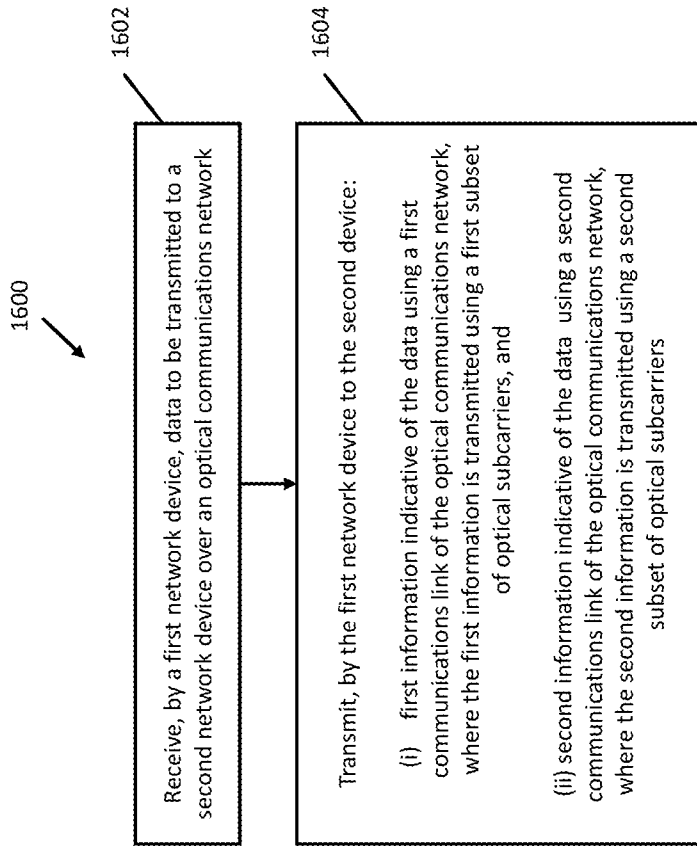 1600
1602
Receive, by a first network device, data to be transmitted to a
second network device over an optical communications network
1604
Transmit, by the first network device to the second device:
(i) first information indicative of the data using a first
communications link of the optical communications network,
where the first information is transmitted using a first subset
of optical subcarriers, and
(ii) second information indicative of the data using a second
communications link of the optical communications network,
where the second information is transmitted using a second
subset of optical subcarriers